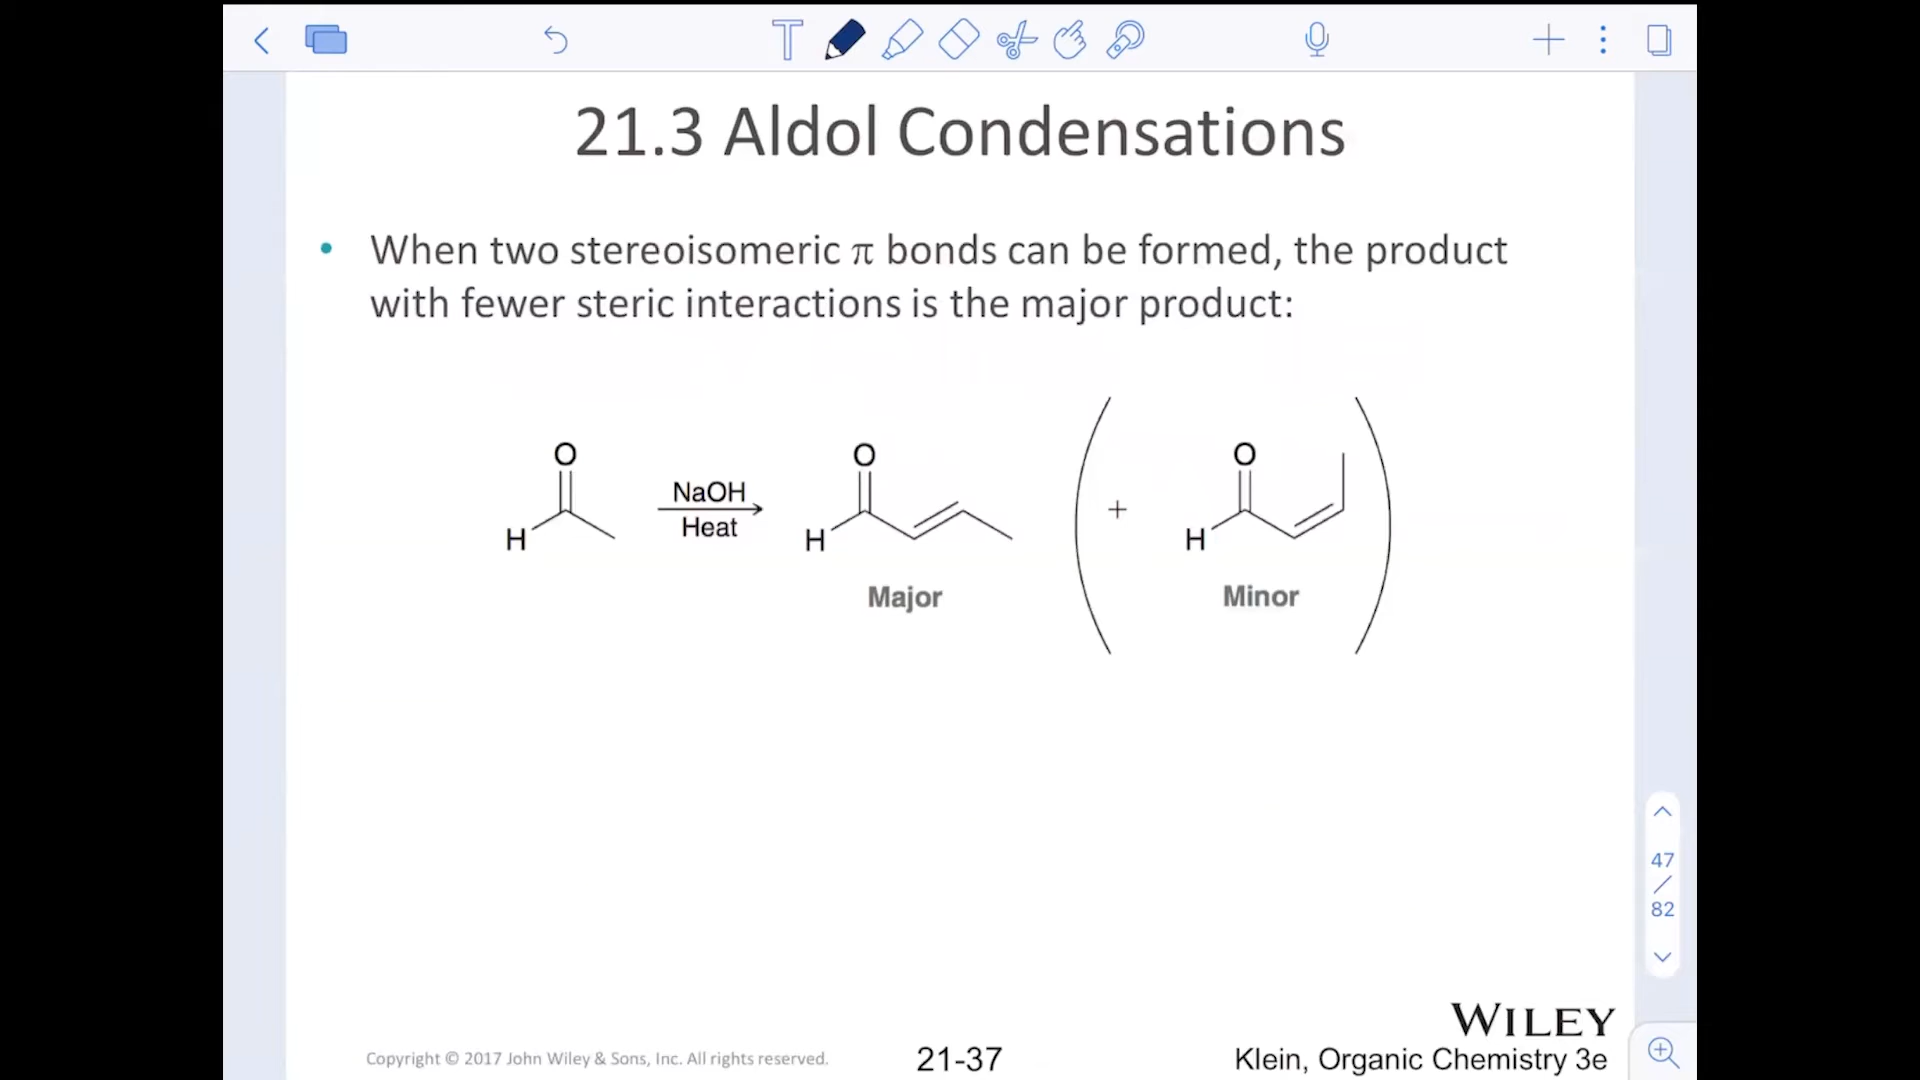 21.3 Aldol Condensations
• When two stereoisomeric π bonds can be formed, the product
with fewer steric interactions is the major product:
O
H
NaOH
Heat
O
H
Major
+
O
H
Minor
47
/
82
WILEY
Copyright © 2017 John Wiley & Sons, Inc. All rights reserved.
21-37
Klein, Organic Chemistry 3e